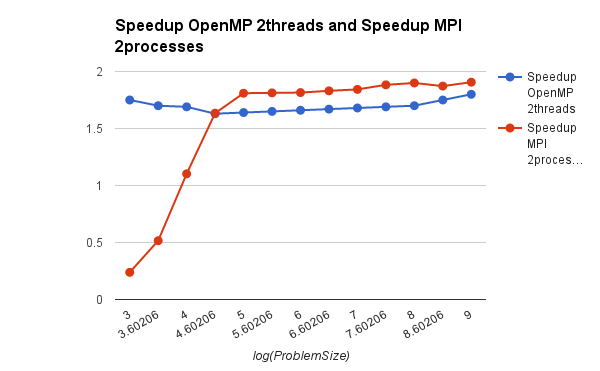 Speedup OpenMP 2threads and Speedup MPI
2processes
2
1.5
1
0.5
0
Speedup
OpenMP
2threads
Speedup
MPI
2proces…
3
3.60206
4
4.60206
5
5.60206
6
6.60206
7
7.60206
8
8.60206
9
log(ProblemSize)